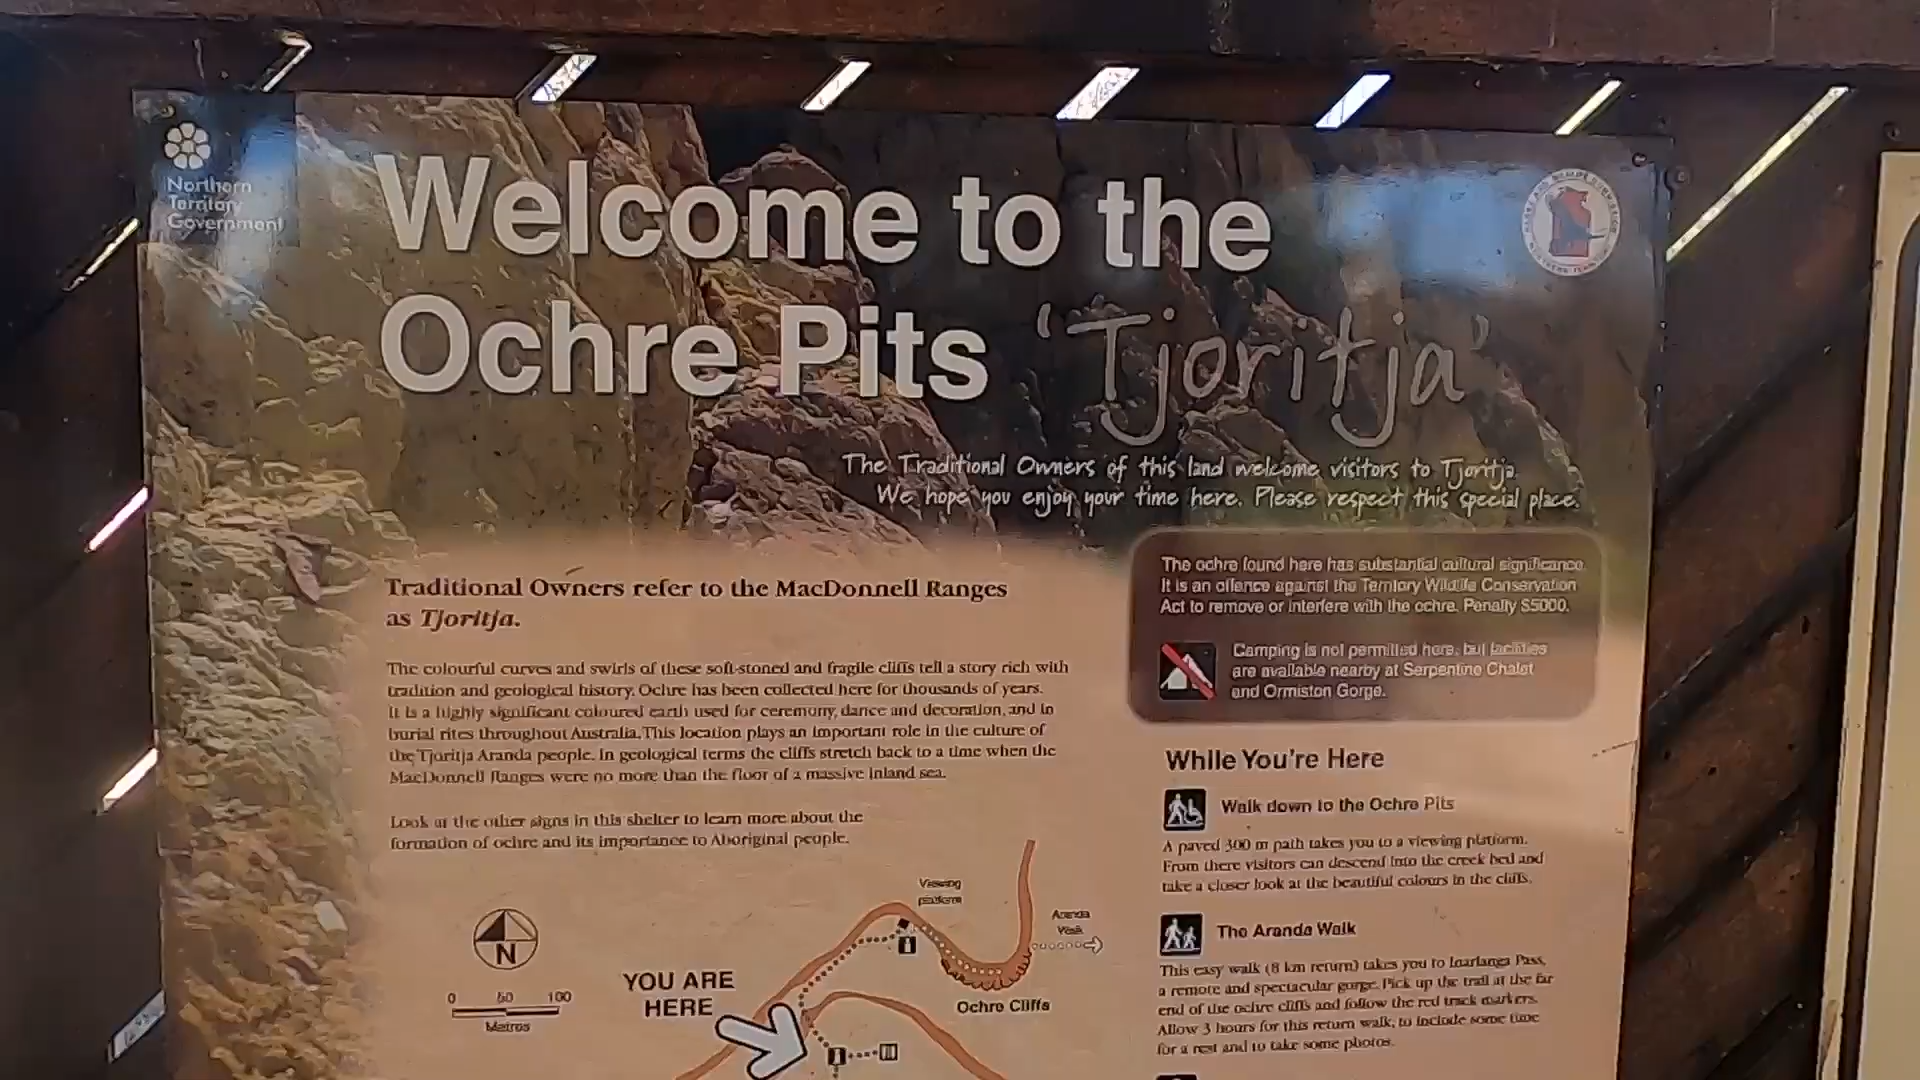 Northern
Territory
Government
Welcome to the
Ochre Pits 'Tjoritja'
The Traditional Owners of this land welcome visitors to Tjoritja.
We hope you enjoy your time here. Please respect this special place.
Traditional Owners refer to the MacDonnell Ranges
as Tjoritja.
The colourful curves and swirls of these soft-stoned and fragile cliffs tell a story rich with
tradition and geological history. Ochre has been collected here for thousands of years.
It is a highly significant coloured earth used for ceremony, dance and decoration, and in
burial rites throughout Australia. This location plays an important role in the culture of
the Tjoritja Aranda people. In geological terms the cliffs stretch back to a time when the
MacDonnell Ranges were no more than the floor of a massive inland sea.
Look at the other signs in this shelter to learn more about the
formation of ochre and its importance to Aboriginal people.
The ochre found here has substantial cultural significance.
It is an offence against the Territory Wildlife Conservation
Act to remove or interfere with the ochre. Penalty $5000.
Camping is not permitted here, but facilities
are available nearby at Serpentine Chalet
and Ormiston Gorge.
While You're Here
Walk down to the Ochre Pits
A paved 300 m path takes you to a viewing platform.
From there visitors can descend into the creek bed and
take a closer look at the beautiful colours in the cliffs.
The Aranda Walk
This easy walk (8 km return) takes you to Inarlanga Pass,
a remote and spectacular gorge. Pick up the trail at the far
end of the ochre cliffs and follow the red track markers.
Allow 3 hours for this return walk, to include some time
for a rest and to take some photos.
Viewing
platform
Aranda
Walk
N
YOU ARE
HERE
Ochre Cliffs
0 50 100
Metres